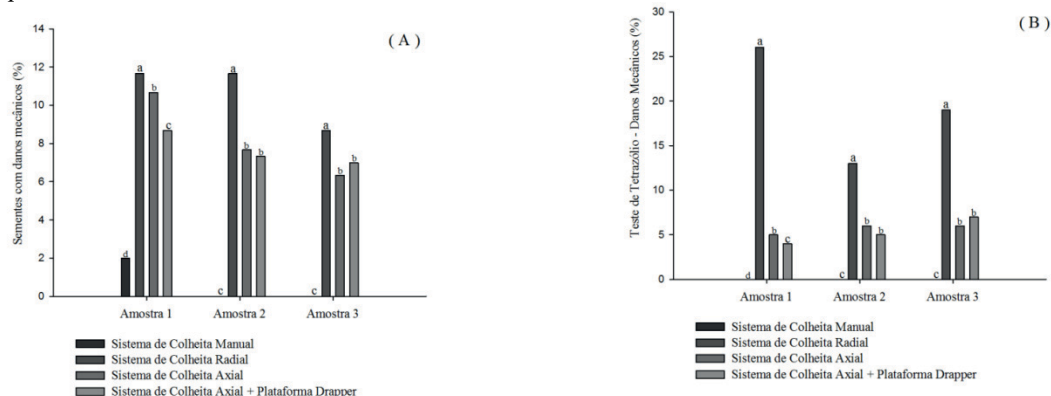 ( A )
Sementes com danos mecânicos (%)
14
12
10
8
6
4
2
0
d
a
b
c
c
a
b
b
c
a
b
b
Amostra 1
Amostra 2
Amostra 3
Sistema de Colheita Manual
Sistema de Colheita Radial
Sistema de Colheita Axial
Sistema de Colheita Axial + Plataforma Drapper
( B )
Teste de Tetrazólio - Danos Mecânicos (%)
30
25
20
15
10
5
0
d
a
b
c
c
a
b
b
c
a
b
b
Amostra 1
Amostra 2
Amostra 3
Sistema de Colheita Manual
Sistema de Colheita Radial
Sistema de Colheita Axial
Sistema de Colheita Axial + Plataforma Drapper